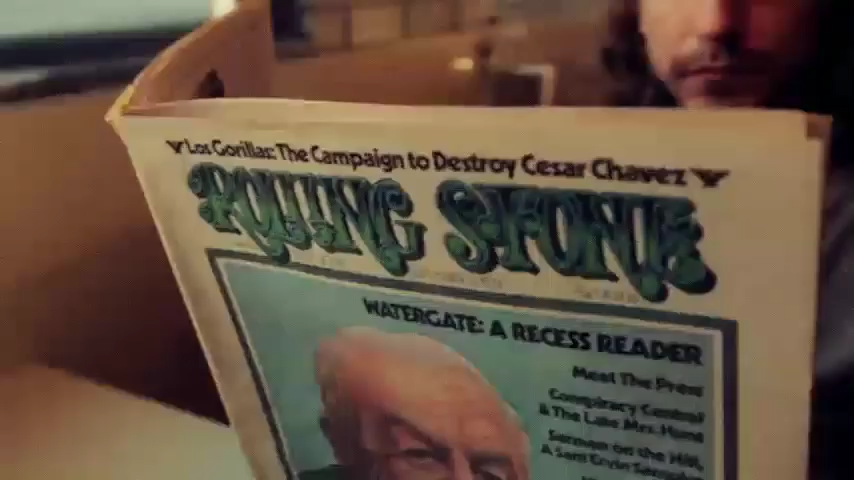 Los Gorillas: The Campaign to Destroy Cesar Chavez
ROLLING STONE
WATERGATE: A RECESS READER
Meet The Press
Conspiracy Central
& The Late Mrs. Hunt
Sermon on the Hill,
A Sam Ervin Sampler